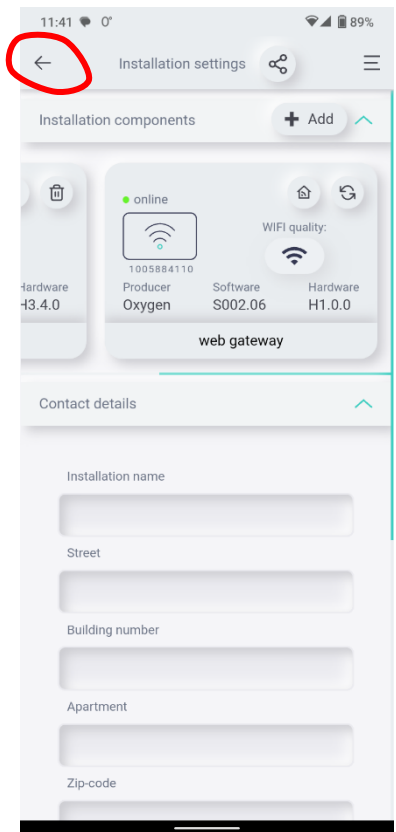 11:41 0° 89%
Installation settings
Installation components
Add
online
WIFI quality:
1005884110
Hardware Producer Software Hardware
H3.4.0 Oxygen S002.06 H1.0.0
web gateway
Contact details
Installation name
Street
Building number
Apartment
Zip-code